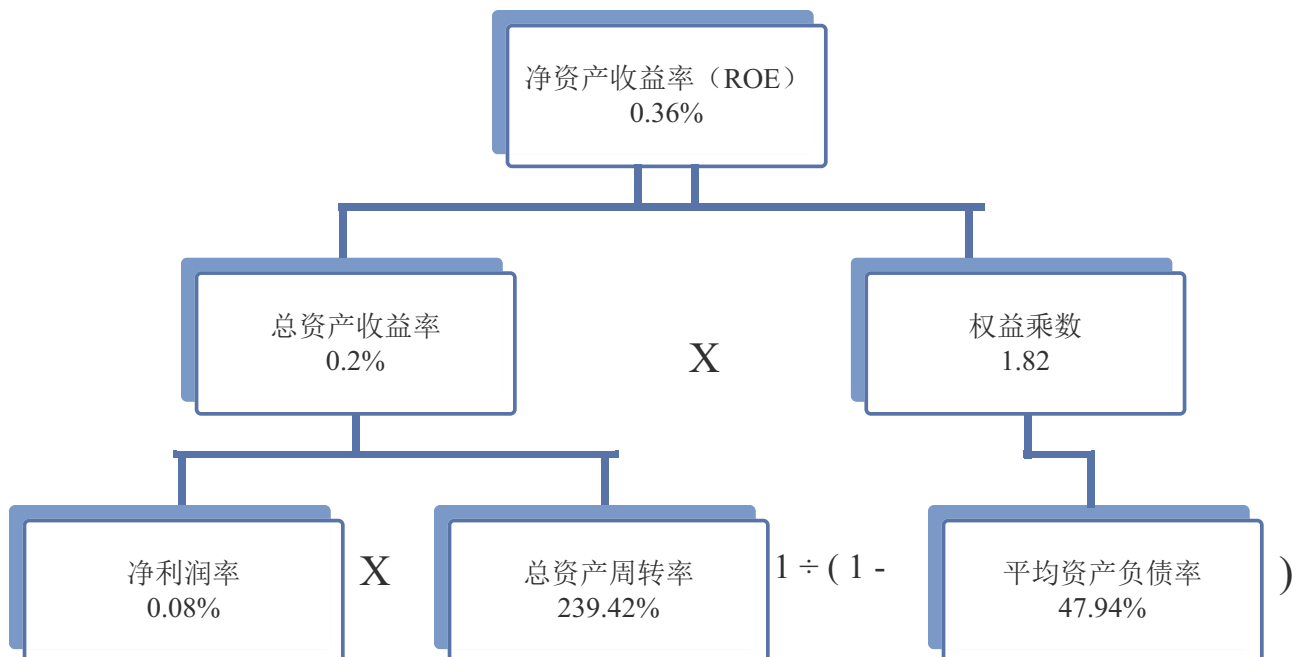 净资产收益率（ROE）
0.36%
总资产收益率
0.2%
X
权益乘数
1.82
净利润率
0.08%
X
总资产周转率
239.42%
1 ÷ ( 1 -
平均资产负债率
47.94%
)